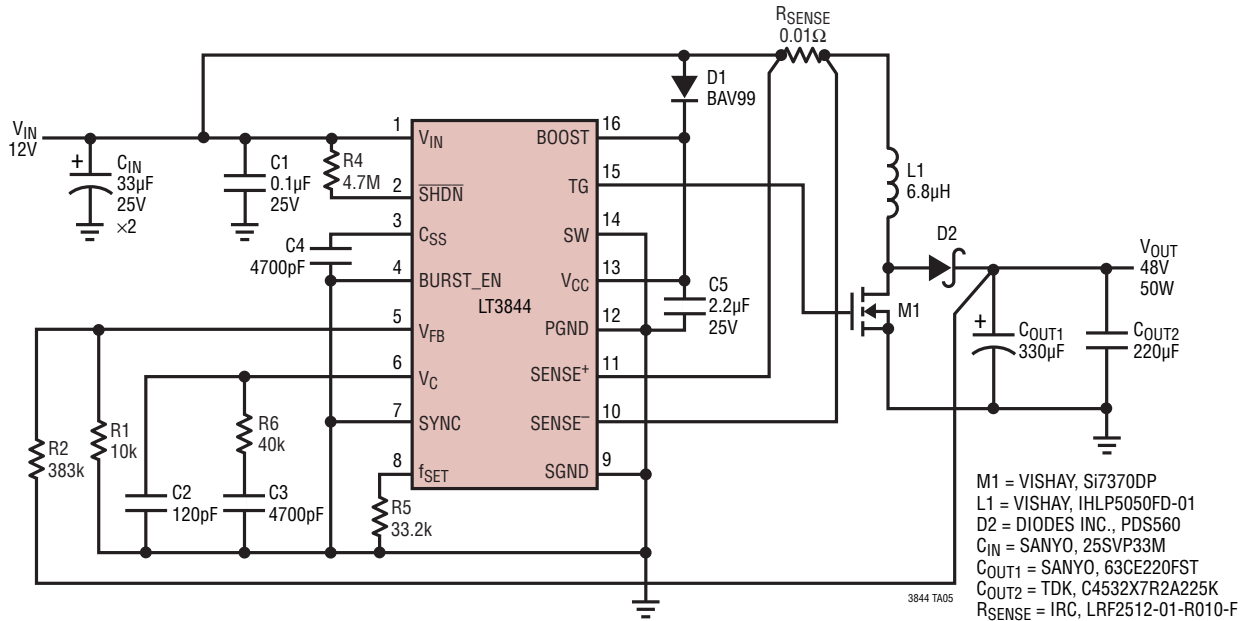 RSENSE
0.01Ω
D1
BAV99
VIN
12V
+
CIN
33µF
25V
×2
C1
0.1µF
25V
R4
4.7M
C4
4700pF
1
VIN
2
SHDN
3
CSS
4
BURST_EN
LT3844
5
VFB
6
VC
7
SYNC
8
fSET
16
BOOST
15
TG
14
SW
13
VCC
12
PGND
11
SENSE+
10
SENSE–
9
SGND
C5
2.2µF
25V
L1
6.8µH
D2
M1
VOUT
48V
50W
+
COUT1
330µF
COUT2
220µF
R2
383k
R1
10k
R6
40k
C2
120pF
C3
4700pF
R5
33.2k
M1 = VISHAY, Si7370DP
L1 = VISHAY, IHLP5050FD-01
D2 = DIODES INC., PDS560
CIN = SANYO, 25SVP33M
COUT1 = SANYO, 63CE220FST
COUT2 = TDK, C4532X7R2A225K
RSENSE = IRC, LRF2512-01-R010-F
3844 TA05